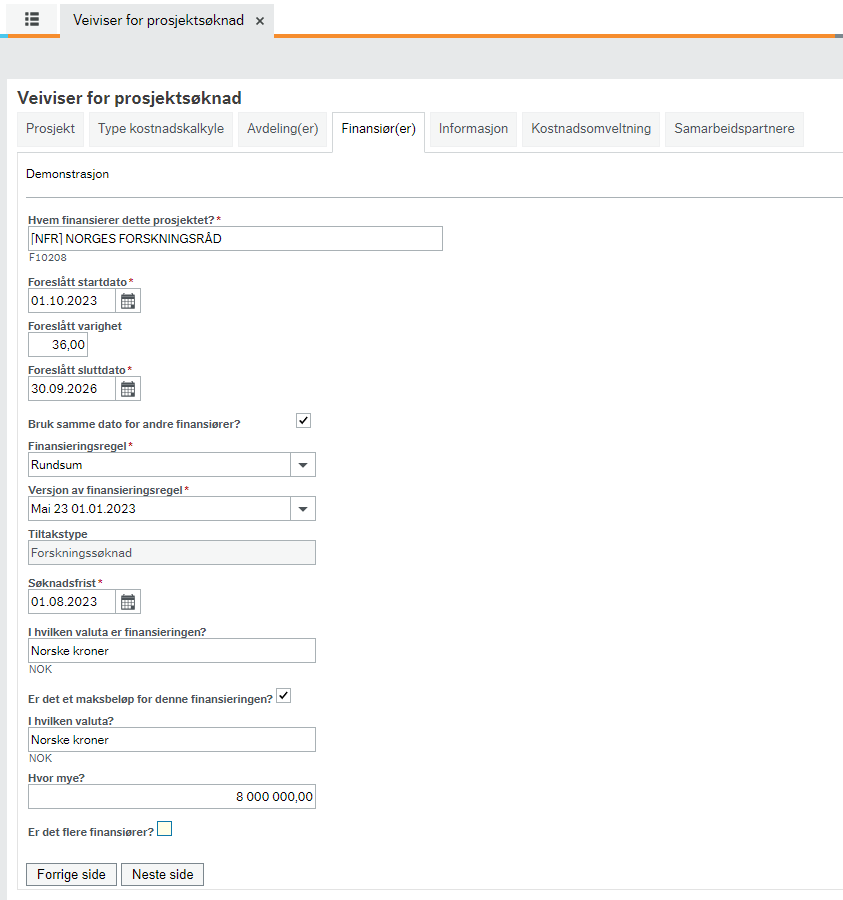 Veiviser for prosjektsøknad ×
Veiviser for prosjektsøknad
Prosjekt Type kostnadskalkyle Avdeling(er) Finansiør(er) Informasjon Kostnadsomveltning Samarbeidspartnere
Demonstrasjon
Hvem finansierer dette prosjektet?*
[NFR] NORGES FORSKNINGSRÅD
F10208
Foreslått startdato*
01.10.2023
Foreslått varighet
36,00
Foreslått sluttdato*
30.09.2026
Bruk samme dato for andre finansiører?
Finansieringsregel*
Rundsum
Versjon av finansieringsregel*
Mai 23 01.01.2023
Tiltakstype
Forskningssøknad
Søknadsfrist*
01.08.2023
I hvilken valuta er finansieringen?
Norske kroner
NOK
Er det et maksbeløp for denne finansieringen?
I hvilken valuta?
Norske kroner
NOK
Hvor mye?
8 000 000,00
Er det flere finansiører?
Forrige side Neste side